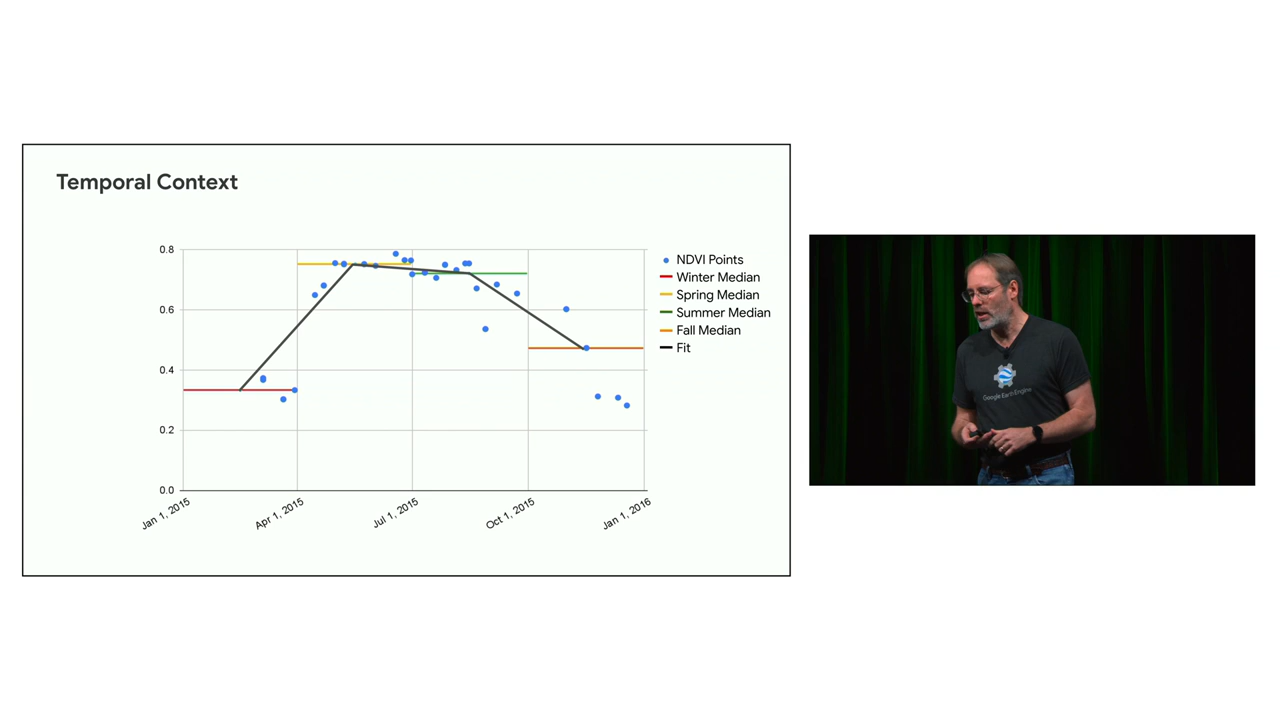 Temporal Context
0.8
0.6
0.4
0.2
0.0
Jan 1, 2015
Apr 1, 2015
Jul 1, 2015
Oct 1, 2015
Jan 1, 2016
NDVI Points
Winter Median
Spring Median
Summer Median
Fall Median
Fit
Google Earth Engine